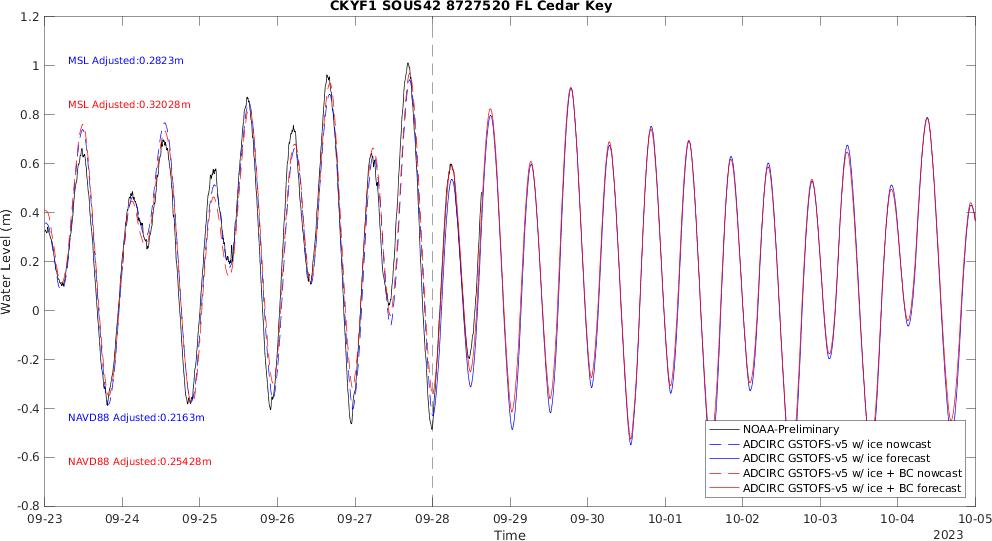 CKYF1 SOUS42 8727520 FL Cedar Key
1.2
1
0.8
0.6
0.4
0.2
0
-0.2
-0.4
-0.6
-0.8
Water Level (m)
MSL Adjusted:0.2823m
MSL Adjusted:0.32028m
NAVD88 Adjusted:0.2163m
NAVD88 Adjusted:0.25428m
NOAA-Preliminary
ADCIRC GSTOFS-v5 w/ ice nowcast
ADCIRC GSTOFS-v5 w/ ice forecast
ADCIRC GSTOFS-v5 w/ ice + BC nowcast
ADCIRC GSTOFS-v5 w/ ice + BC forecast
09-23 09-24 09-25 09-26 09-27 09-28 09-29 09-30 10-01 10-02 10-03 10-04 10-05
Time
2023